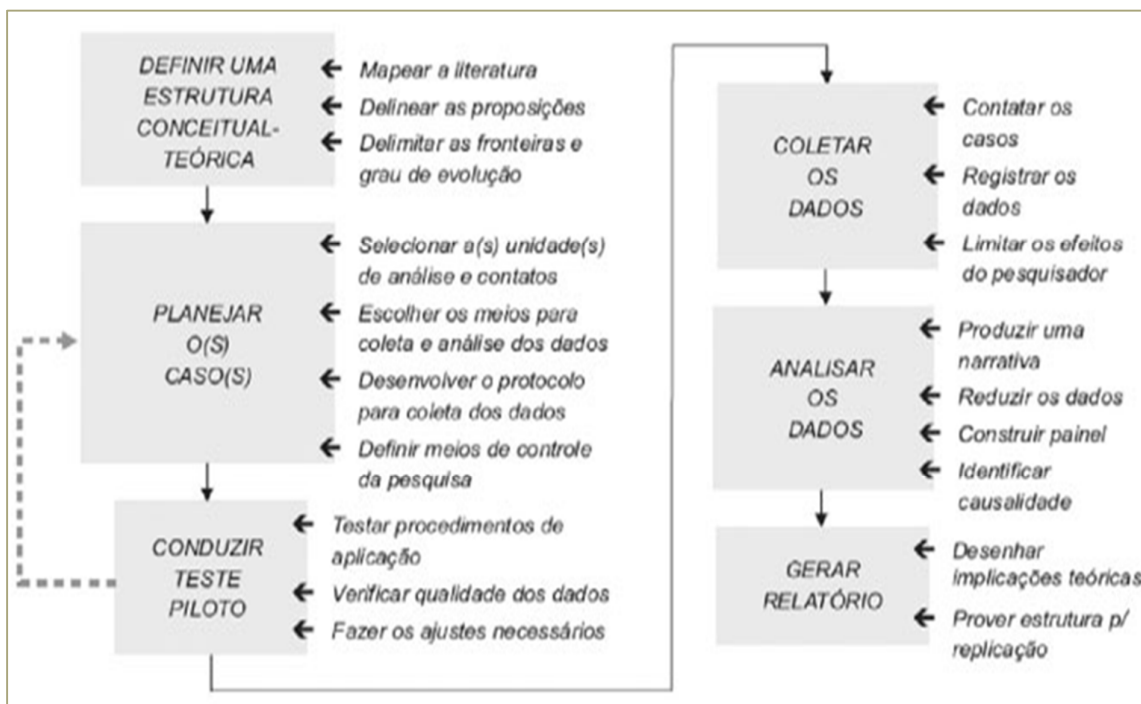 DEFINIR UMA
ESTRUTURA
CONCEITUAL-
TEÓRICA
Mapear a literatura
Delinear as proposições
Delimitar as fronteiras e
grau de evolução
PLANEJAR
O(S)
CASO(S)
Selecionar a(s) unidade(s)
de análise e contatos
Escolher os meios para
coleta e análise dos dados
Desenvolver o protocolo
para coleta dos dados
Definir meios de controle
da pesquisa
CONDUZIR
TESTE
PILOTO
Testar procedimentos de
aplicação
Verificar qualidade dos dados
Fazer os ajustes necessários
COLETAR
OS
DADOS
Contatar os
casos
Registrar os
dados
Limitar os efeitos
do pesquisador
ANALISAR
OS
DADOS
Produzir uma
narrativa
Reduzir os dados
Construir painel
Identificar
causalidade
GERAR
RELATÓRIO
Desenhar
implicações teóricas
Prover estrutura p/
replicação